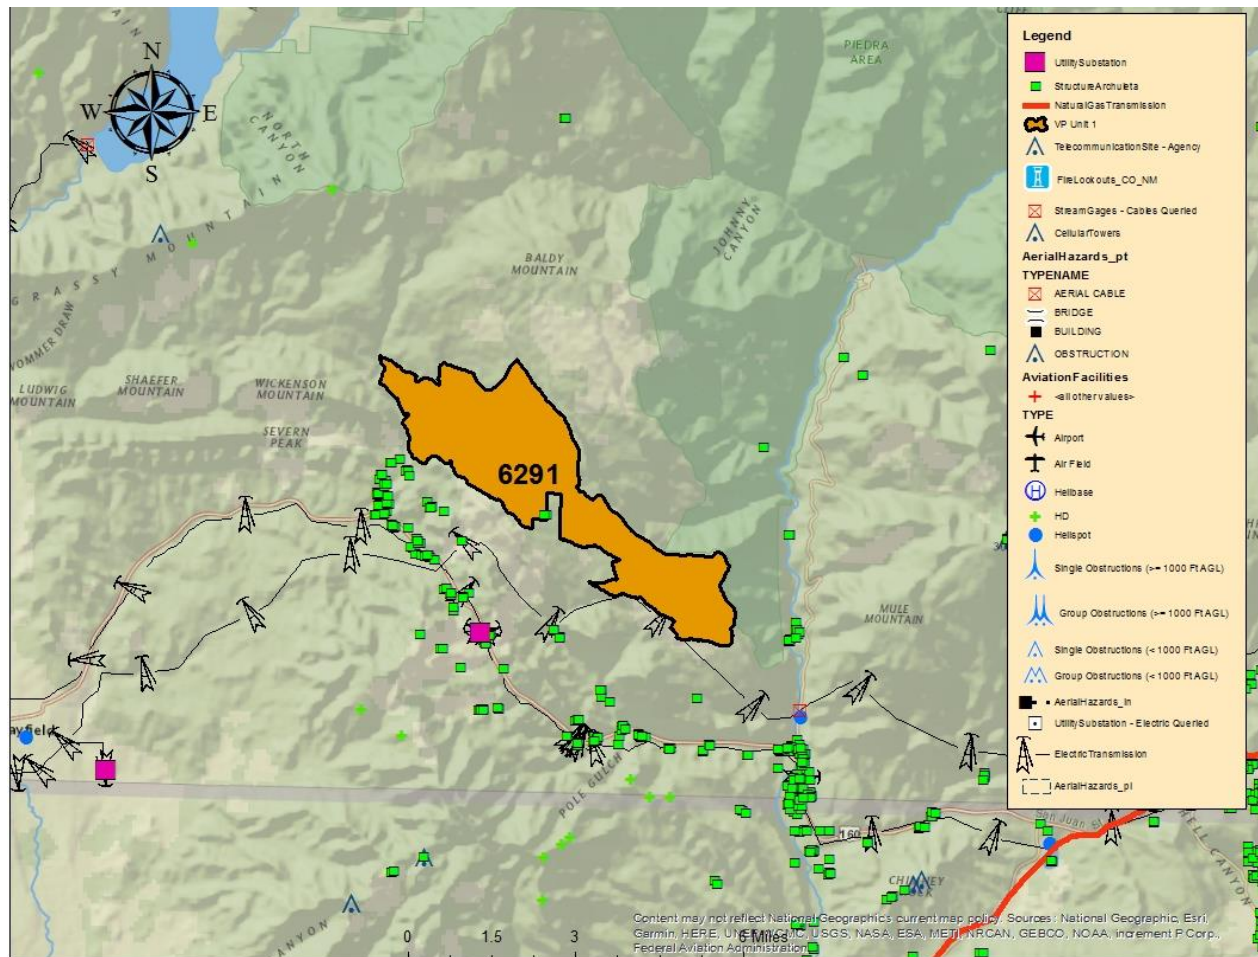 N
W
E
S
PIEDRA
AREA
NORTH
CANYON
GRASSY MOUNTAIN
JOHNNY
CANYON
BALDY
MOUNTAIN
LUDWIG
MOUNTAIN
SHAEFER
MOUNTAIN
WICKENSON
MOUNTAIN
SEVERN
PEAK
6291
MULE
MOUNTAIN
POLE GULCH
160
San Juan
0 1.5 3 6 Miles
Legend
UtilitySubstation
StructureArchuleta
NaturalGasTransmission
VP Unit 1
TelecommunicationSite - Agency
FireLookouts_CO_NM
StreamGages - Cables Queried
CellularTowers
AerialHazards_pt
TYPENAME
AERIAL CABLE
BRIDGE
BUILDING
OBSTRUCTION
AviationFacilities
<all other values>
TYPE
Airport
Air Field
Helibase
HD
Helispot
Single Obstructions (>= 1000 Ft AGL)
Group Obstructions (>= 1000 Ft AGL)
Single Obstructions (< 1000 Ft AGL)
Group Obstructions (< 1000 Ft AGL)
AerialHazards_ln
UtilitySubstation - Electric Queried
ElectricTransmission
AerialHazards_pl
Content may not reflect National Geographic's current map policy. Sources: National Geographic, Esri,
Garmin, HERE, UNEP-WCMC, USGS, NASA, ESA, METI, NRCAN, GEBCO, NOAA, increment P Corp.,
Federal Aviation Administration